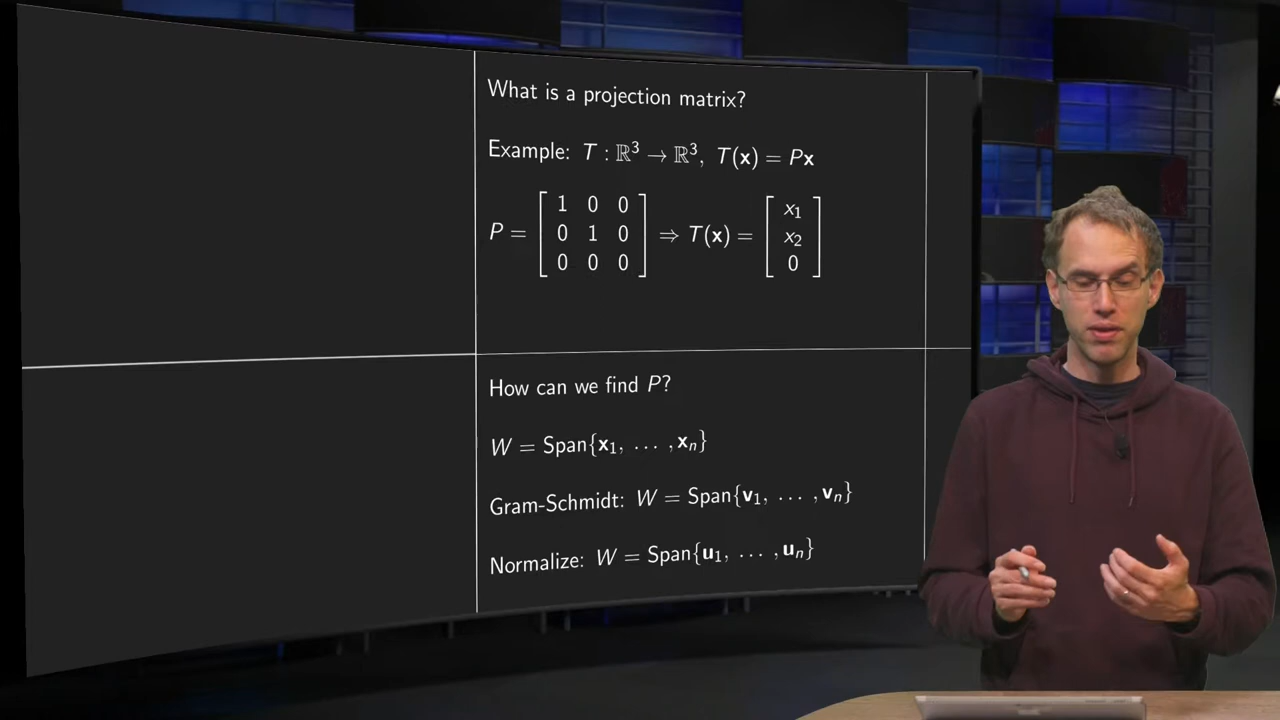 What is a projection matrix?
Example: T : ℝ³ → ℝ³, T(x) = Px
P = [ 1 0 0 ; 0 1 0 ; 0 0 0 ] ⇒ T(x) = [ x₁ ; x₂ ; 0 ]
How can we find P?
W = Span{x₁, … , xₙ}
Gram-Schmidt: W = Span{v₁, … , vₙ}
Normalize: W = Span{u₁, … , uₙ}